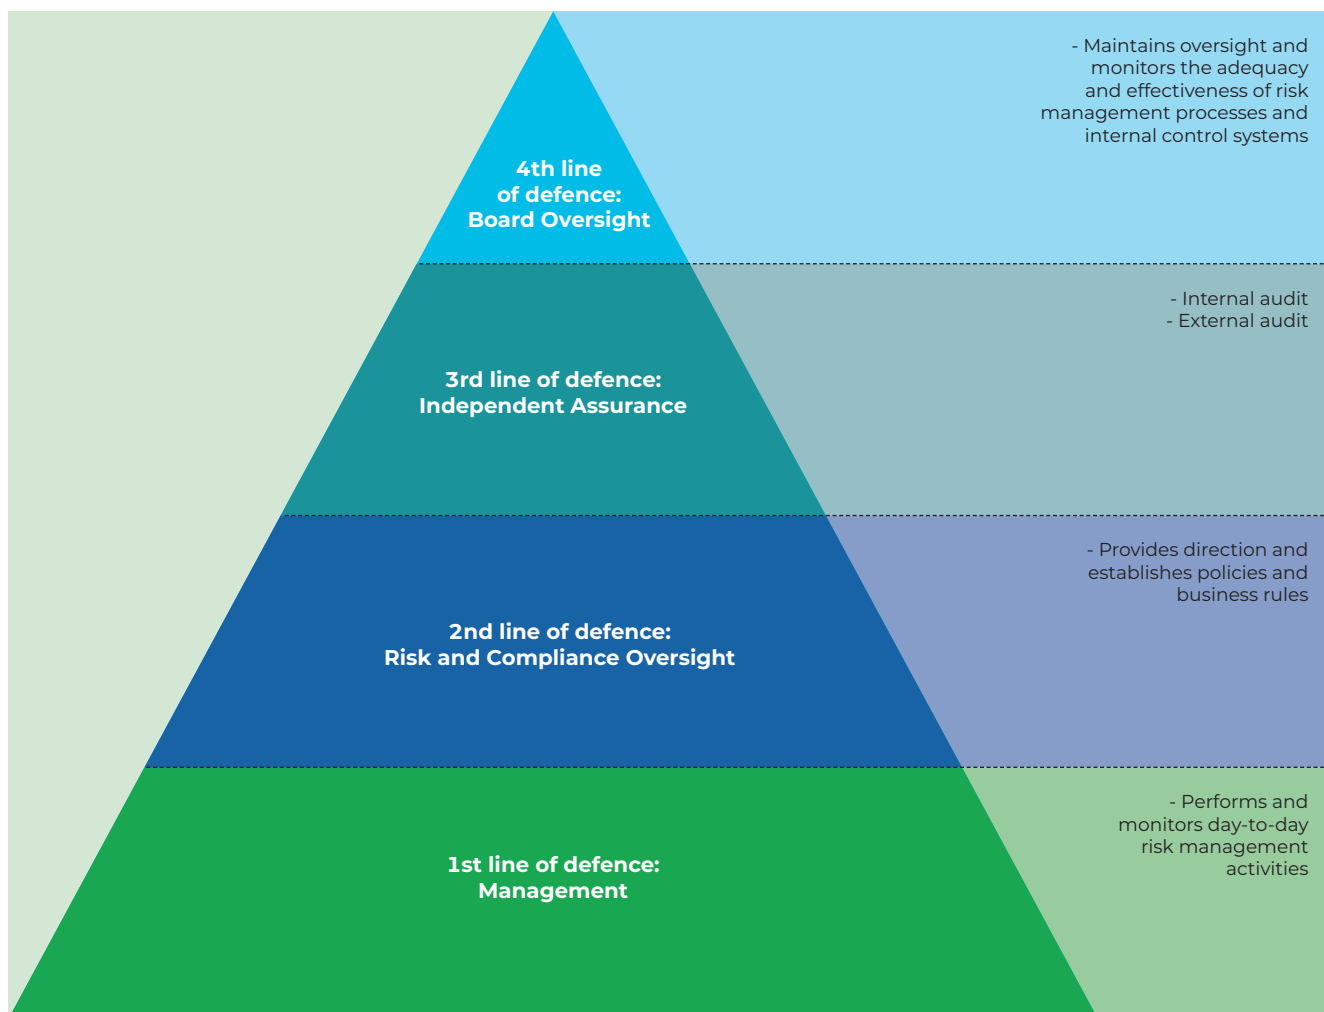 - Maintains oversight and
monitors the adequacy
and effectiveness of risk
management processes and
internal control systems
4th line
of defence:
Board Oversight
- Internal audit
- External audit
3rd line of defence:
Independent Assurance
- Provides direction and
establishes policies and
business rules
2nd line of defence:
Risk and Compliance Oversight
- Performs and
monitors day-to-day
risk management
activities
1st line of defence:
Management